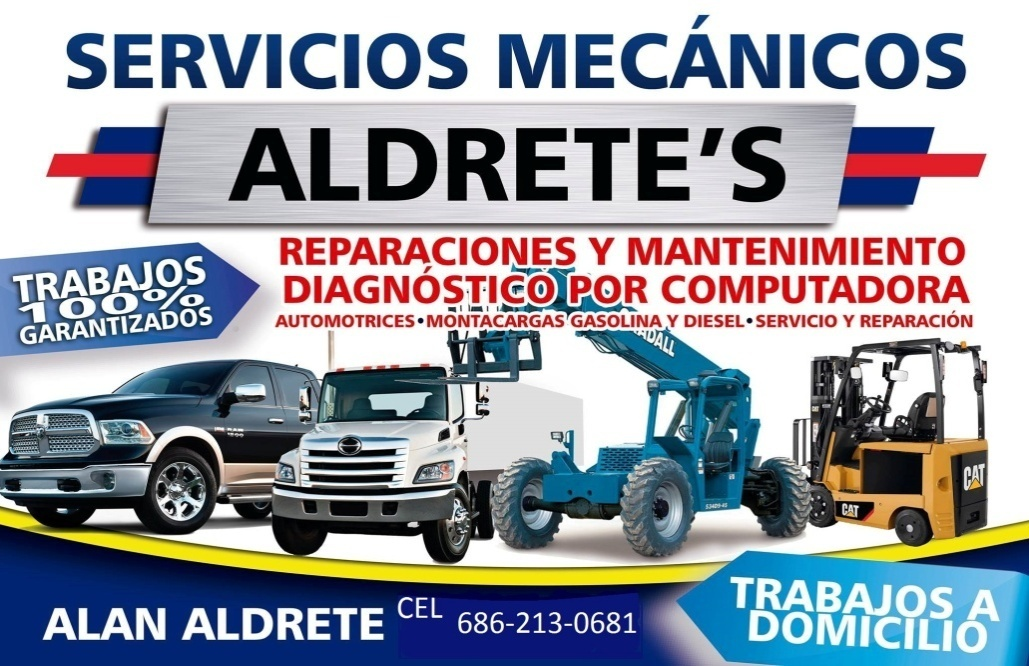 SERVICIOS MECÁNICOS
ALDRETE'S
REPARACIONES Y MANTENIMIENTO
DIAGNÓSTICO POR COMPUTADORA
AUTOMOTRICES•MONTACARGAS GASOLINA Y DIESEL•SERVICIO Y REPARACIÓN
TRABAJOS
100%
GARANTIZADOS
CAT
CAT
ALAN ALDRETE
CEL 686-213-0681
TRABAJOS A
DOMICILIO